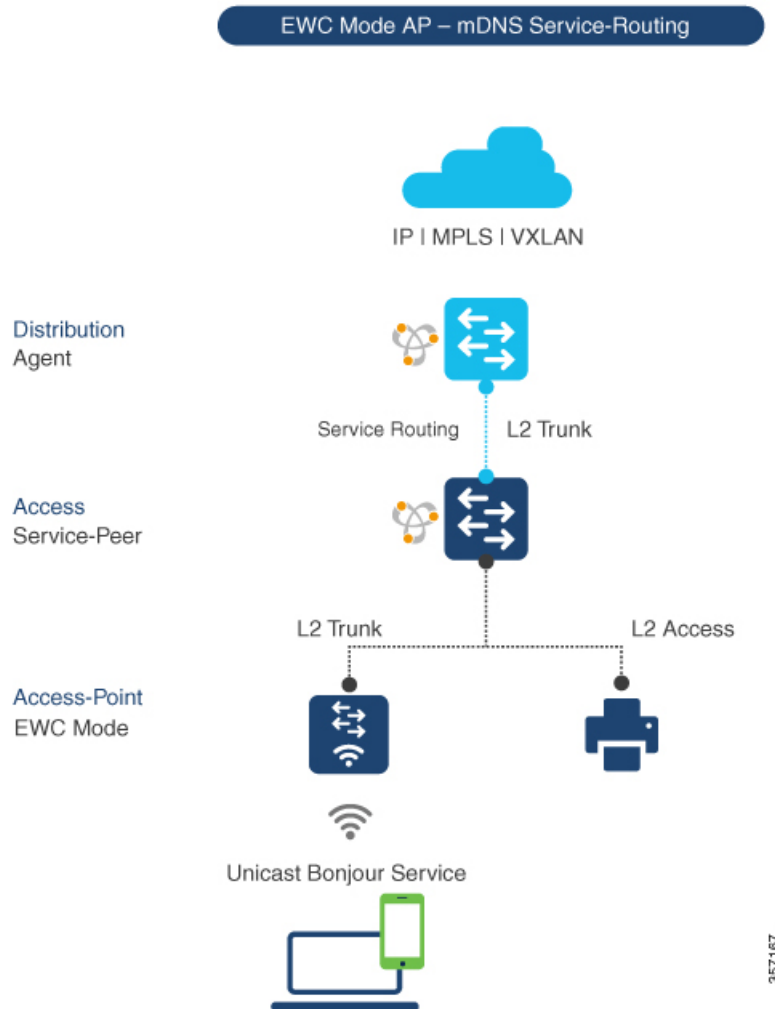 EWC Mode AP – mDNS Service-Routing
IP | MPLS | VXLAN
Distribution
Agent
Service Routing
L2 Trunk
Access
Service-Peer
L2 Trunk
L2 Access
Access-Point
EWC Mode
Unicast Bonjour Service
357167